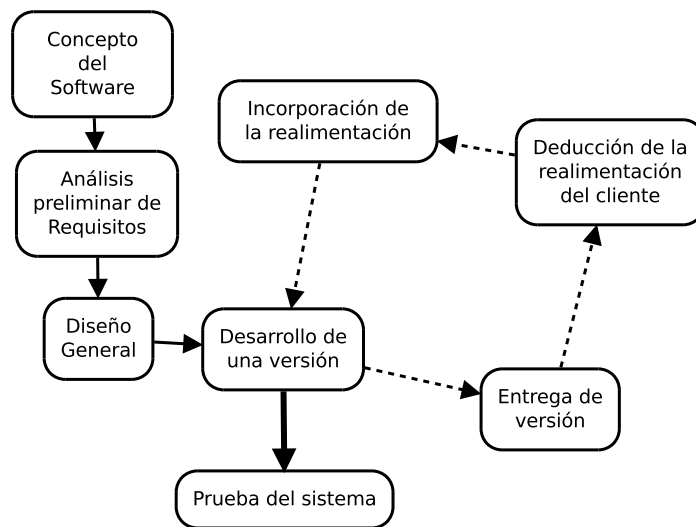 Concepto
del
Software
Análisis
preliminar de
Requisitos
Diseño
General
Desarrollo de
una versión
Prueba del sistema
Entrega de
versión
Deducción de la
realimentación
del cliente
Incorporación de
la realimentación